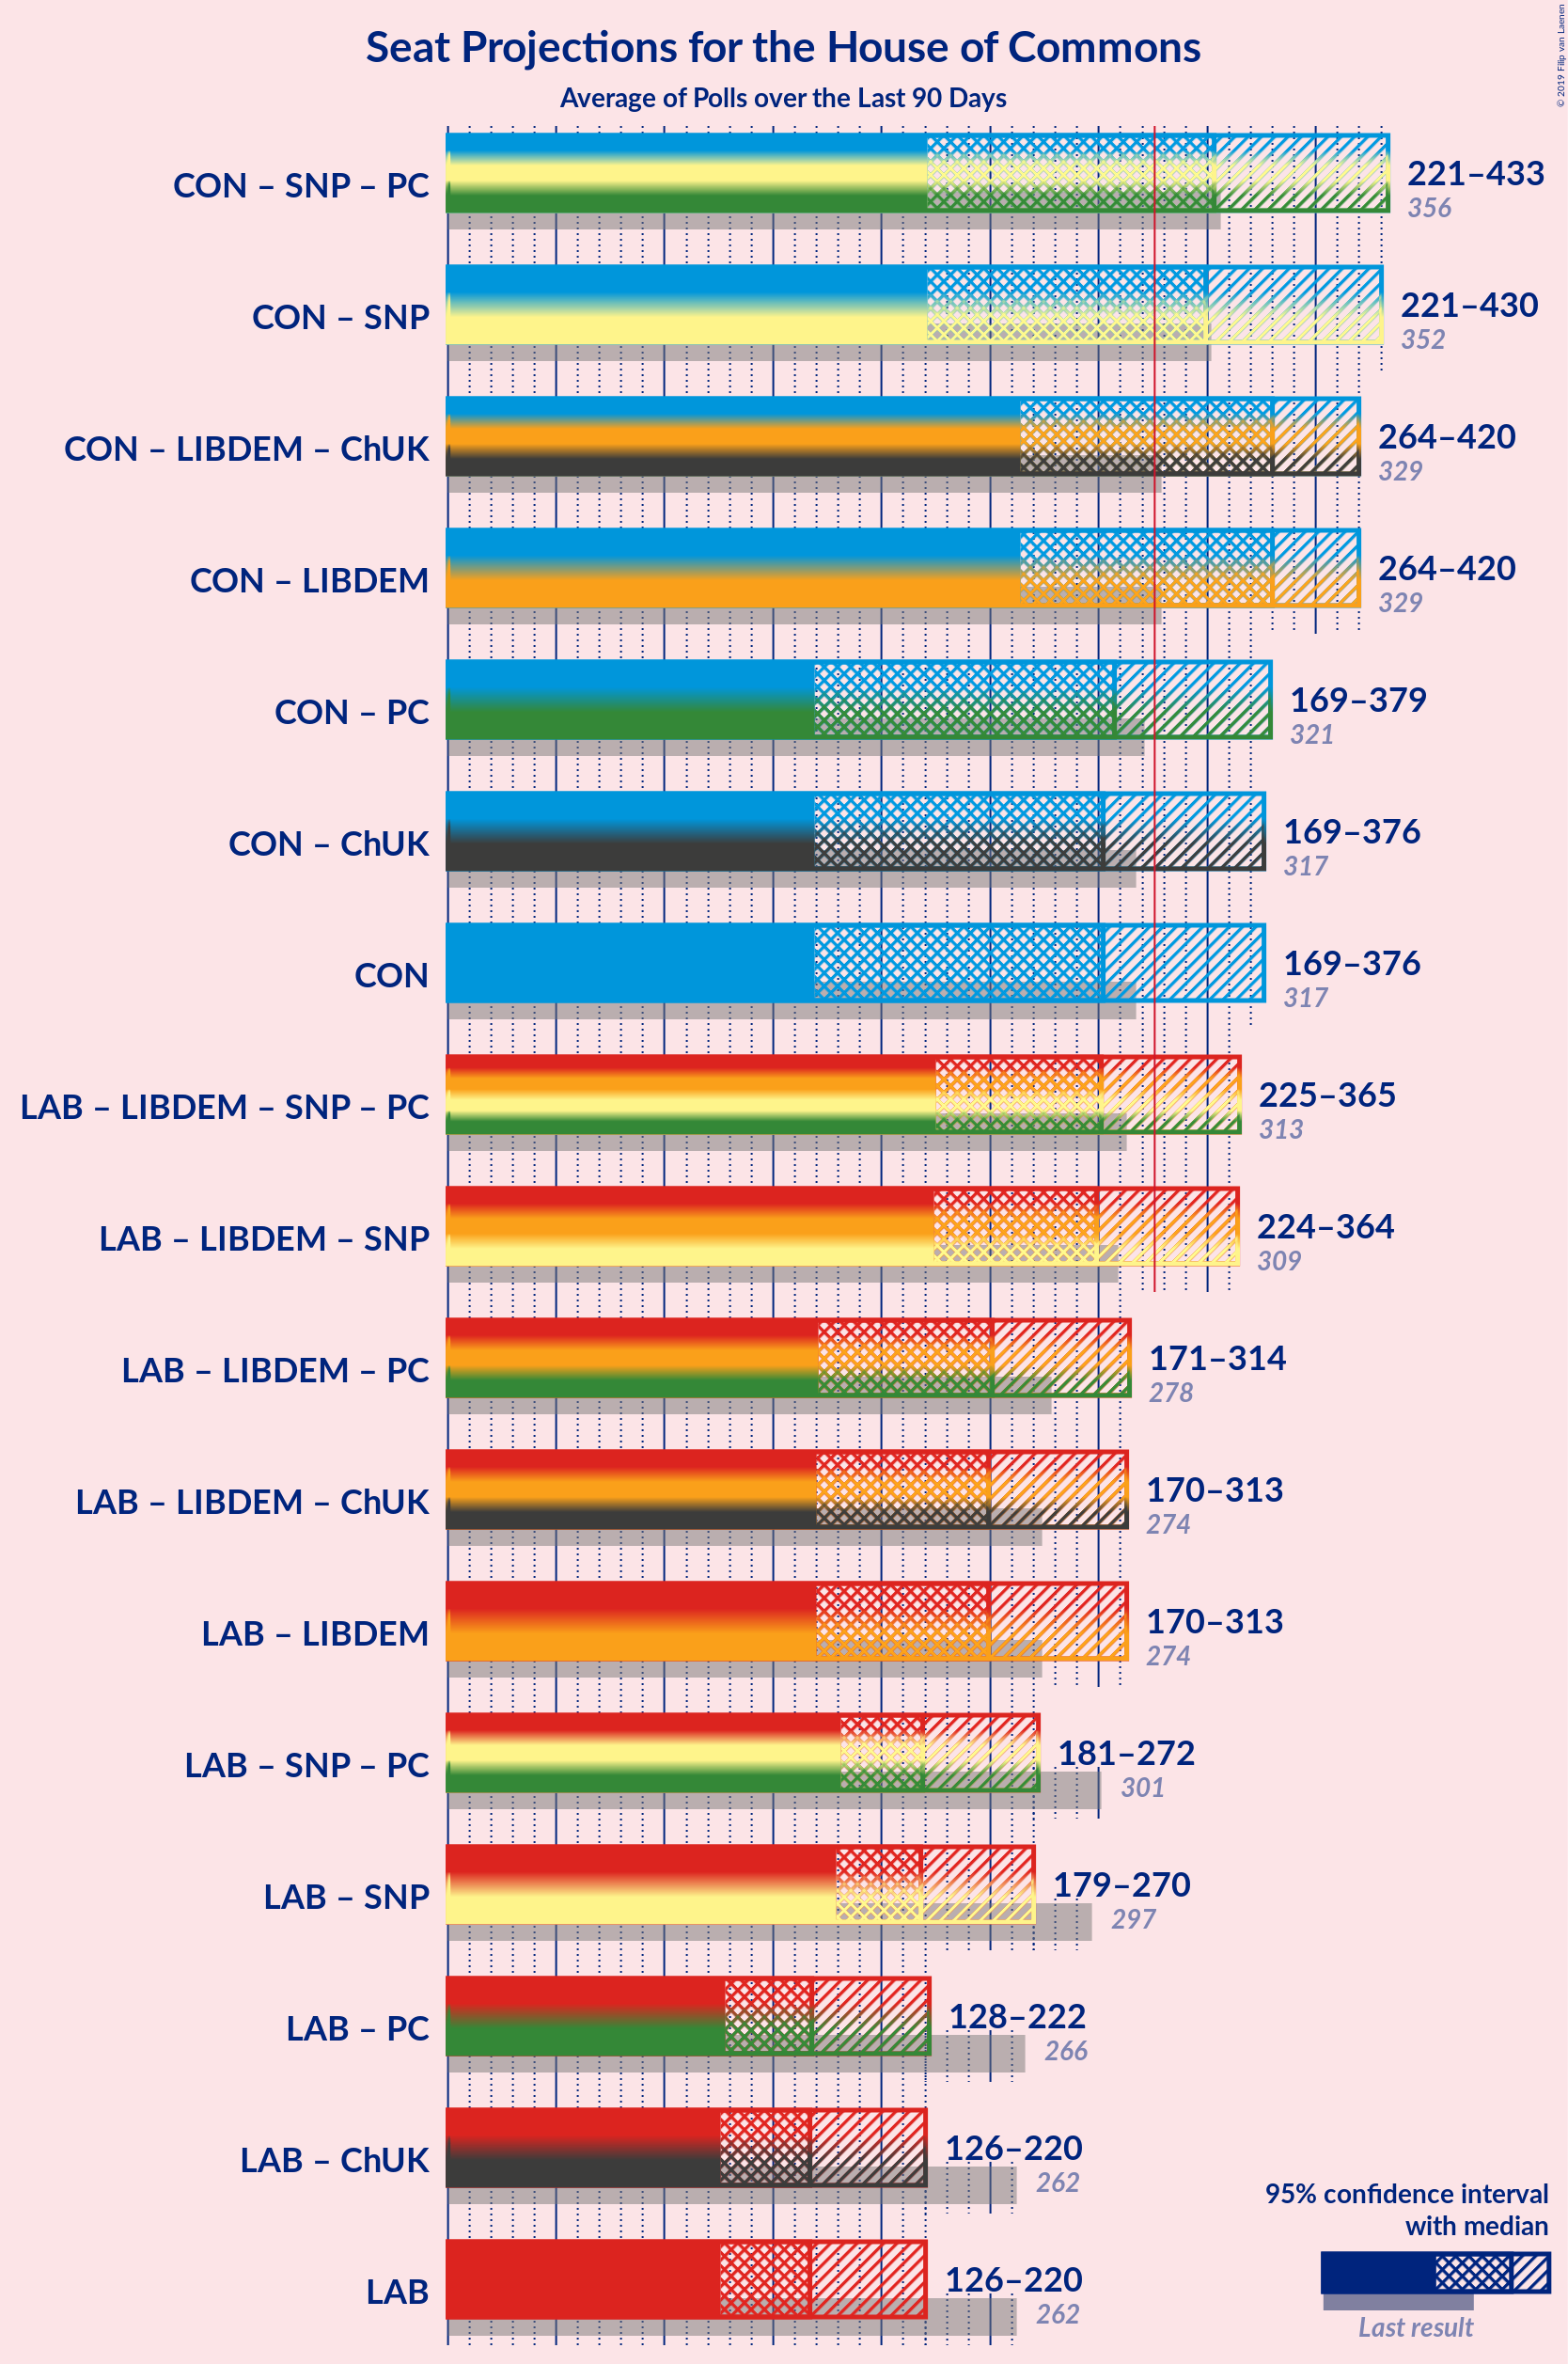 Seat Projections for the House of Commons
Average of Polls over the Last 90 Days
© 2019 Filip van Laenen
CON – SNP – PC
221–433
356
CON – SNP
221–430
352
CON – LIBDEM – ChUK
264–420
329
CON – LIBDEM
264–420
329
CON – PC
169–379
321
CON – ChUK
169–376
317
CON
169–376
317
LAB – LIBDEM – SNP – PC
225–365
313
LAB – LIBDEM – SNP
224–364
309
LAB – LIBDEM – PC
171–314
278
LAB – LIBDEM – ChUK
170–313
274
LAB – LIBDEM
170–313
274
LAB – SNP – PC
181–272
301
LAB – SNP
179–270
297
LAB – PC
128–222
266
LAB – ChUK
126–220
262
LAB
126–220
262
95% confidence interval
with median
Last result